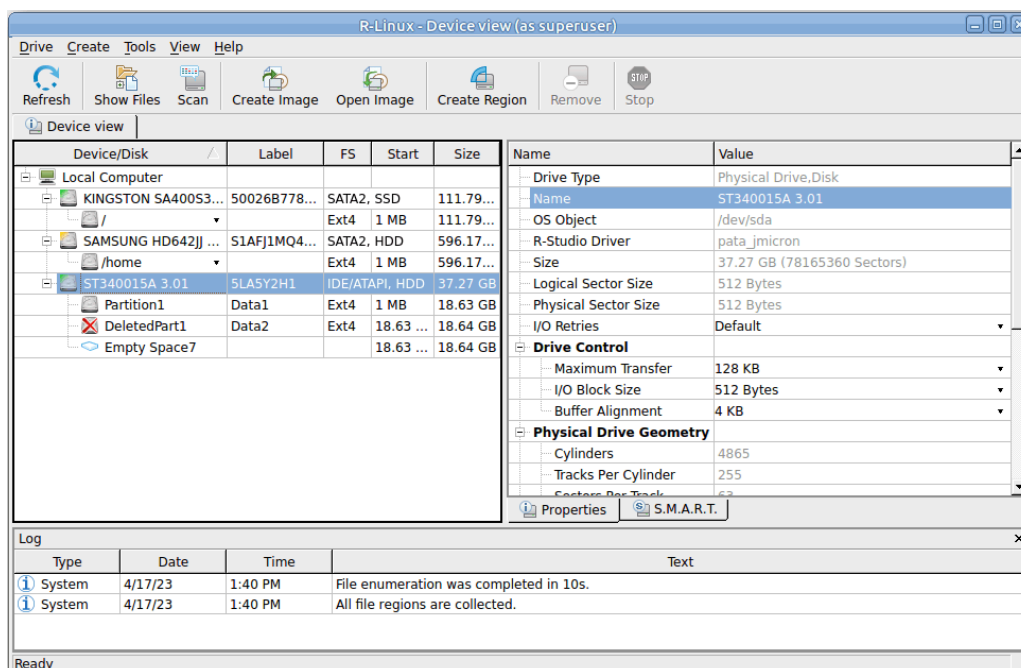 R-Linux - Device view (as superuser)
Drive Create Tools View Help
Refresh Show Files Scan Create Image Open Image Create Region Remove STOP Stop
Device view
Device/Disk Label FS Start Size
Local Computer
KINGSTON SA400S3... 50026B778... SATA2, SSD 111.79...
/ Ext4 1 MB 111.79...
SAMSUNG HD642JJ ... S1AFJ1MQ4... SATA2, HDD 596.17...
/home Ext4 1 MB 596.17...
ST340015A 3.01 5LA5Y2H1 IDE/ATAPI, HDD 37.27 GB
Partition1 Data1 Ext4 1 MB 18.63 GB
DeletedPart1 Data2 Ext4 18.63 ... 18.64 GB
Empty Space7 18.63 ... 18.64 GB
Name Value
Drive Type Physical Drive,Disk
Name ST340015A 3.01
OS Object /dev/sda
R-Studio Driver pata_jmicron
Size 37.27 GB (78165360 Sectors)
Logical Sector Size 512 Bytes
Physical Sector Size 512 Bytes
I/O Retries Default
Drive Control
Maximum Transfer 128 KB
I/O Block Size 512 Bytes
Buffer Alignment 4 KB
Physical Drive Geometry
Cylinders 4865
Tracks Per Cylinder 255
Sectors Per Track 63
Properties S.M.A.R.T.
Log
Type Date Time Text
System 4/17/23 1:40 PM File enumeration was completed in 10s.
System 4/17/23 1:40 PM All file regions are collected.
Ready